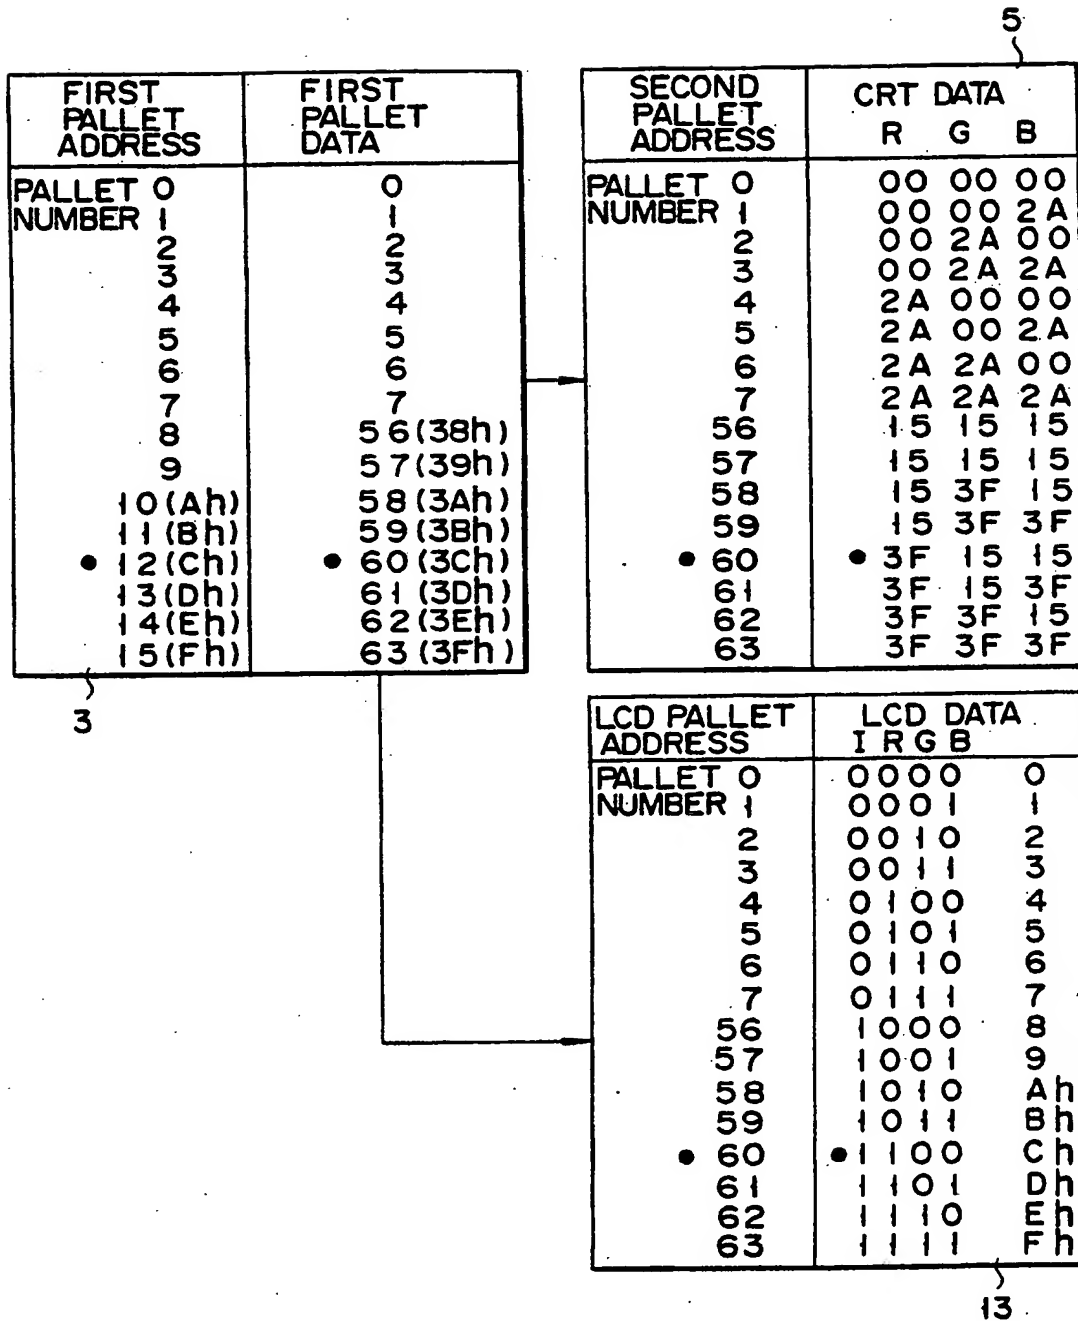 5
FIRST PALLET ADDRESS FIRST PALLET DATA
PALLET NUMBER
0 0
1 1
2 2
3 3
4 4
5 5
6 6
7 7
8 56(38h)
9 57(39h)
10(Ah) 58(3Ah)
11(Bh) 59(3Bh)
● 12(Ch) ● 60(3Ch)
13(Dh) 61(3Dh)
14(Eh) 62(3Eh)
15(Fh) 63(3Fh)
3
SECOND PALLET ADDRESS CRT DATA
R G B
PALLET NUMBER
0 00 00 00
1 00 00 2A
2 00 2A 00
3 00 2A 2A
4 2A 00 00
5 2A 00 2A
6 2A 2A 00
7 2A 2A 2A
56 15 15 15
57 15 15 15
58 15 3F 15
59 15 3F 3F
● 60 ● 3F 15 15
61 3F 15 3F
62 3F 3F 15
63 3F 3F 3F
LCD PALLET ADDRESS LCD DATA
I R G B
PALLET NUMBER
0 0000 0
1 0001 1
2 0010 2
3 0011 3
4 0100 4
5 0101 5
6 0110 6
7 0111 7
56 1000 8
57 1001 9
58 1010 Ah
59 1011 Bh
● 60 ● 1100 Ch
61 1101 Dh
62 1110 Eh
63 1111 Fh
13